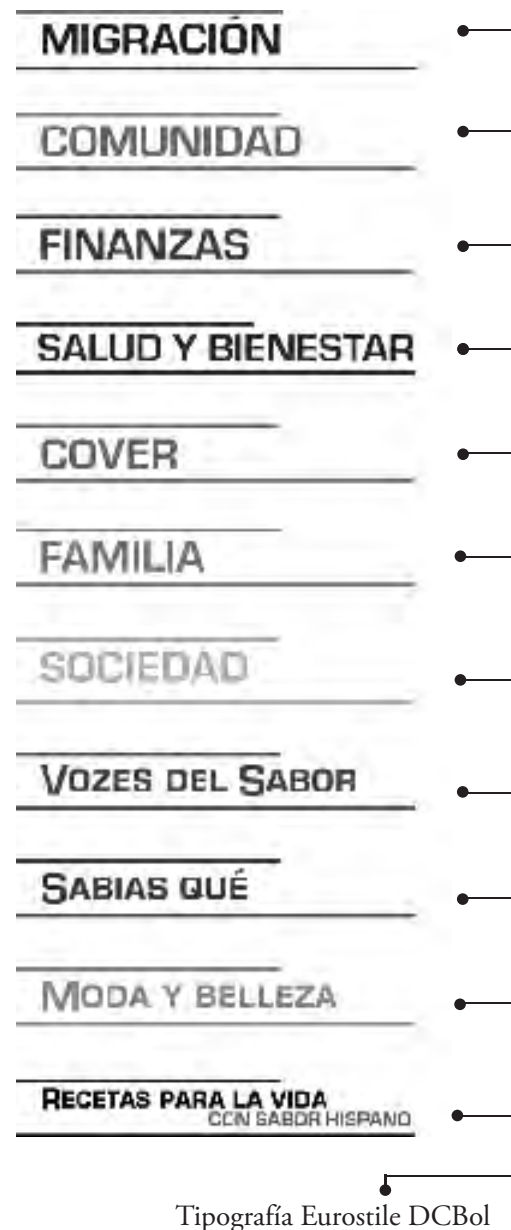 MIGRACIÓN
COMUNIDAD
FINANZAS
SALUD Y BIENESTAR
COVER
FAMILIA
SOCIEDAD
VOZES DEL SABOR
SABIAS QUÉ
MODA Y BELLEZA
RECETAS PARA LA VIDA
CON SABOR HISPANO
Tipografía Eurostile DCBol